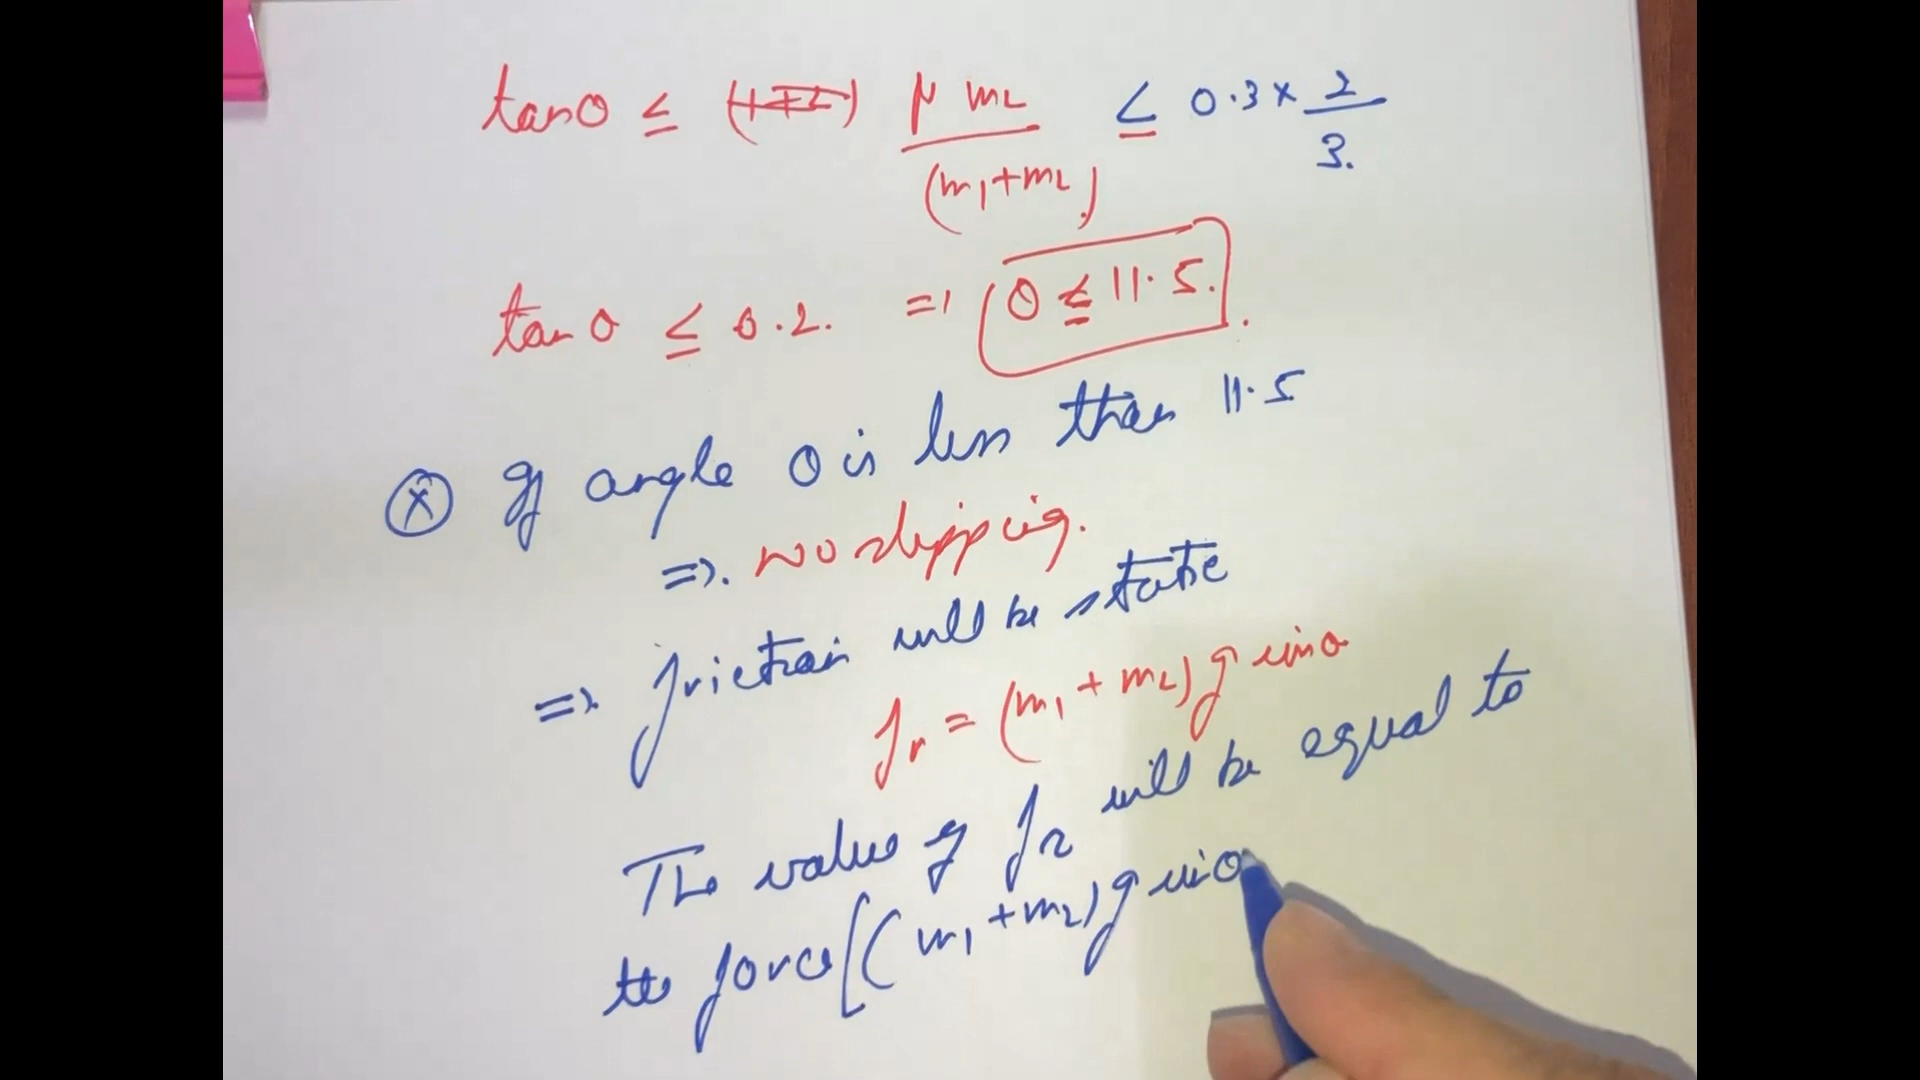 tanθ ≤ (1+2) μ m2 / (m1+m2) ≤ 0.3 × 2/3.
tanθ ≤ 0.2. => θ ≤ 11.5.
If angle θ is less than 11.5
=>. No slipping.
=>. friction will be static
fr = (m1+m2)g sinθ
The value of fr will be equal to
the force [(m1+m2)g sinθ